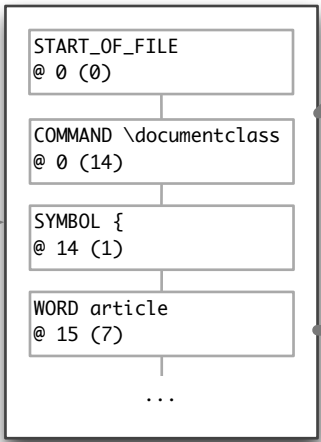 START_OF_FILE
@ 0 (0)
COMMAND \documentclass
@ 0 (14)
SYMBOL {
@ 14 (1)
WORD article
@ 15 (7)
...